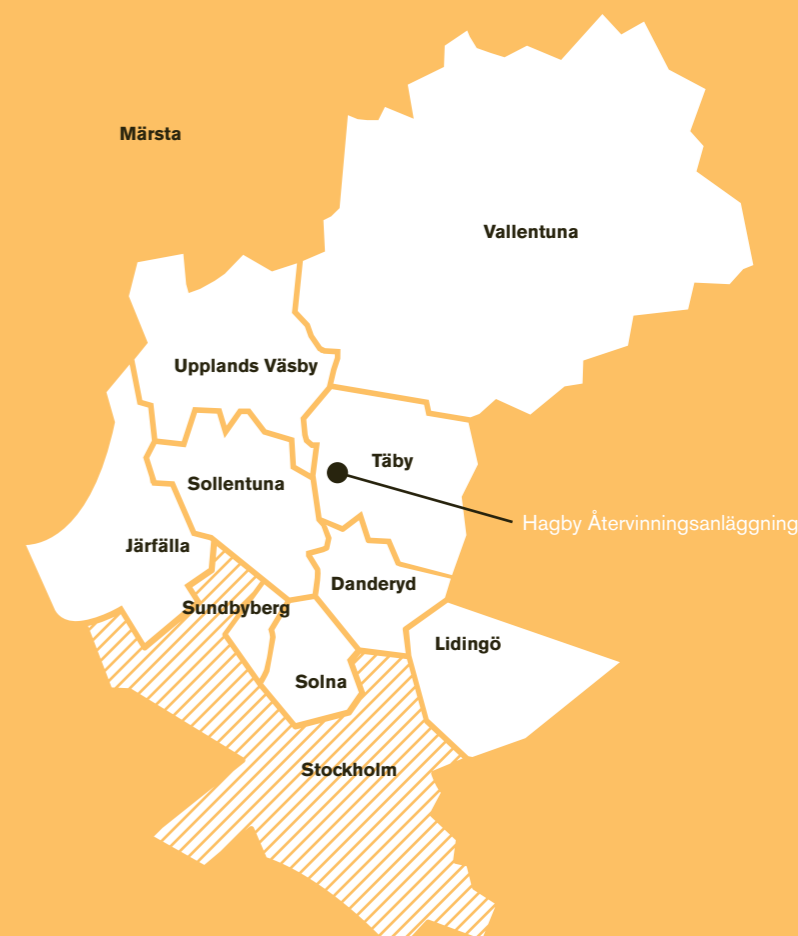 Märsta
Vallentuna
Upplands Väsby
Täby
Sollentuna
Hagby Återvinningsanläggning
Järfälla
Danderyd
Sundbyberg
Lidingö
Solna
Stockholm